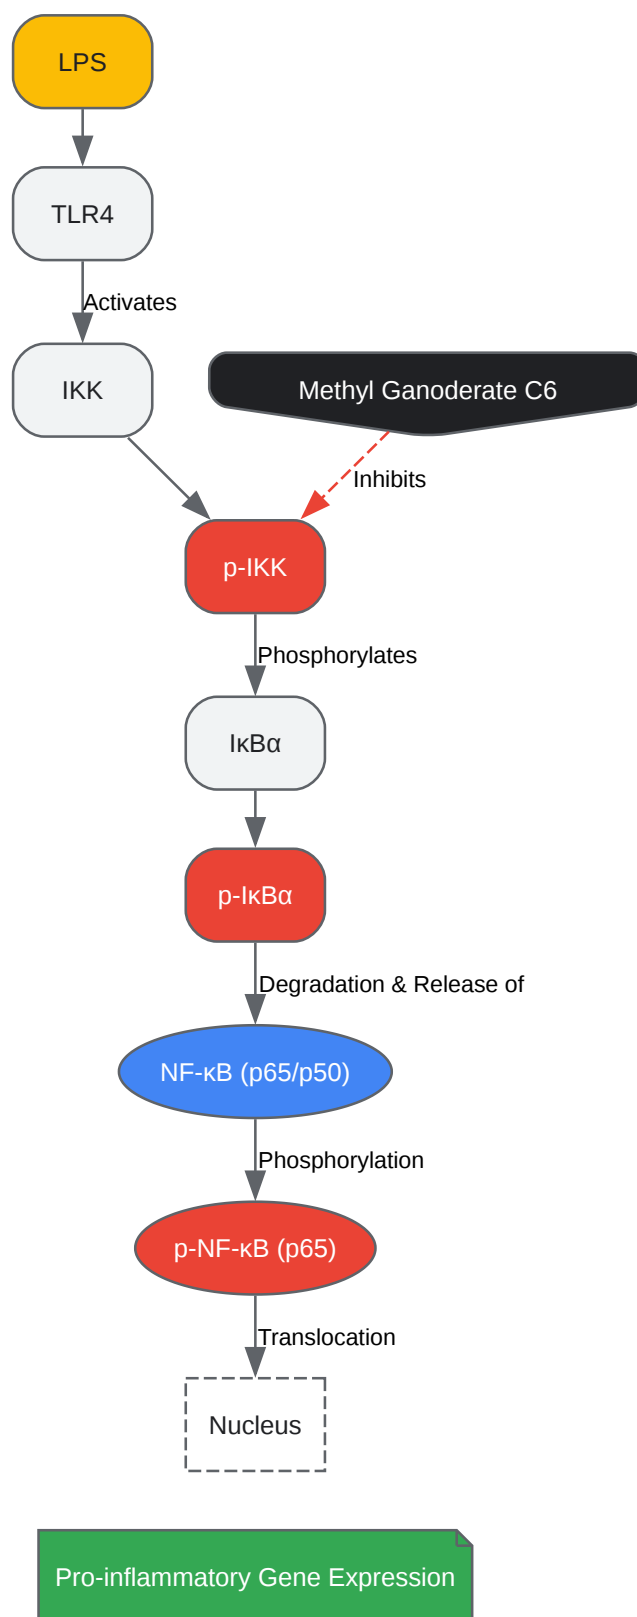 LPS
TLR4
Activates
IKK
Methyl Ganoderate C6
Inhibits
p-IKK
Phosphorylates
IκBα
p-IκBα
Degradation & Release of
NF-κB (p65/p50)
Phosphorylation
p-NF-κB (p65)
Translocation
Nucleus
Pro-inflammatory Gene Expression